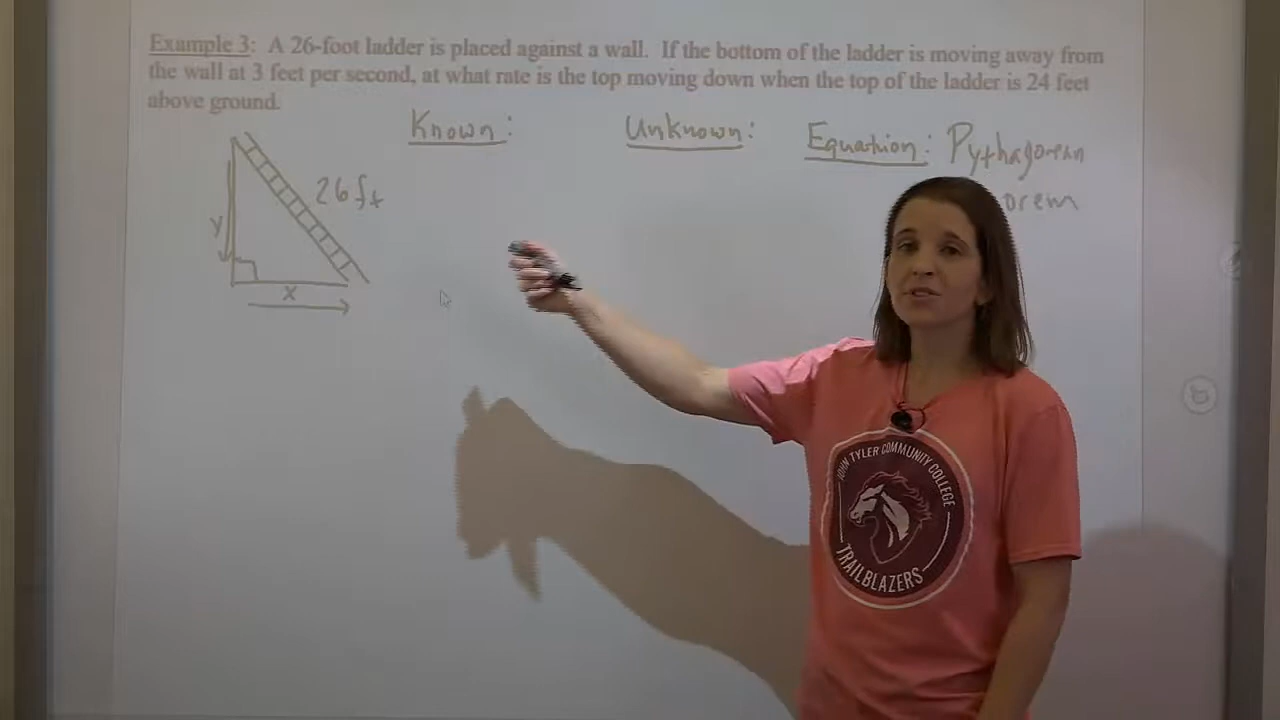 Example 3: A 26-foot ladder is placed against a wall. If the bottom of the ladder is moving away from
the wall at 3 feet per second, at what rate is the top moving down when the top of the ladder is 24 feet
above ground.
Known:
Unknown:
Equation: Pythagorean
orem
26ft
y
x
JOHN TYLER COMMUNITY COLLEGE
TRAILBLAZERS